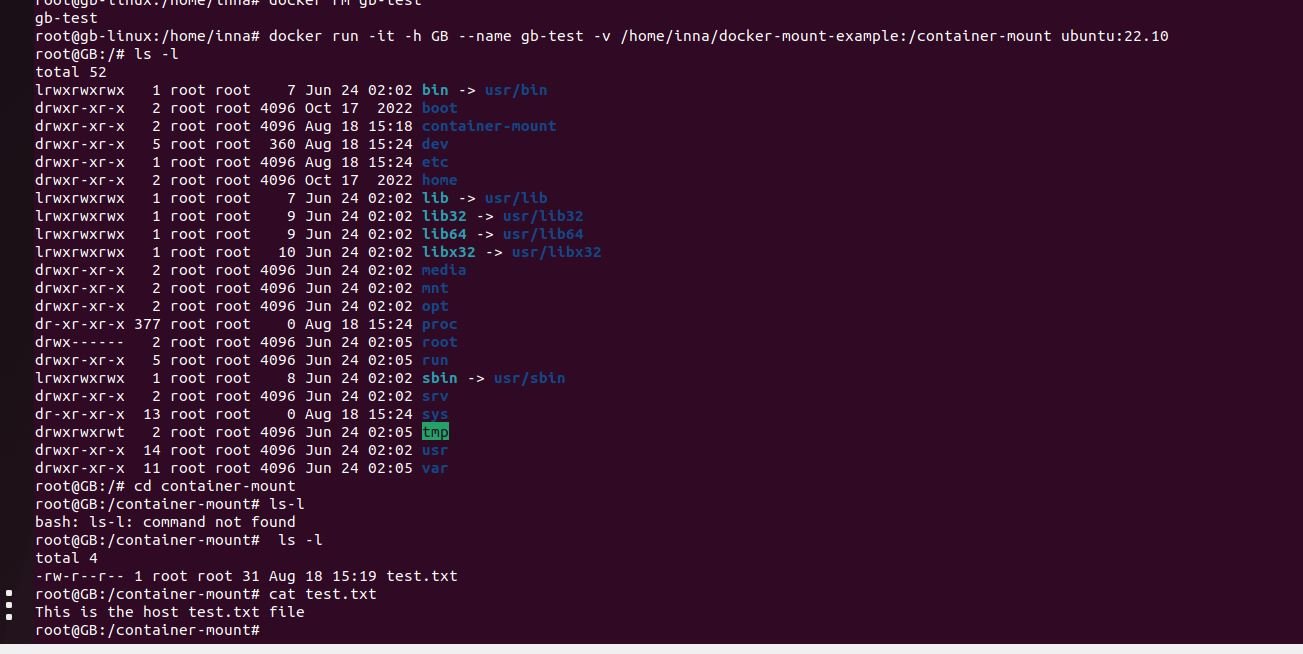 root@gb-linux:/home/inna# docker rm gb-test
gb-test
root@gb-linux:/home/inna# docker run -it -h GB --name gb-test -v /home/inna/docker-mount-example:/container-mount ubuntu:22.10
root@GB:/# ls -l
total 52
lrwxrwxrwx   1 root root    7 Jun 24 02:02 bin -> usr/bin
drwxr-xr-x   2 root root 4096 Oct 17  2022 boot
drwxr-xr-x   2 root root 4096 Aug 18 15:18 container-mount
drwxr-xr-x   5 root root  360 Aug 18 15:24 dev
drwxr-xr-x   1 root root 4096 Aug 18 15:24 etc
drwxr-xr-x   2 root root 4096 Oct 17  2022 home
lrwxrwxrwx   1 root root    7 Jun 24 02:02 lib -> usr/lib
lrwxrwxrwx   1 root root    9 Jun 24 02:02 lib32 -> usr/lib32
lrwxrwxrwx   1 root root    9 Jun 24 02:02 lib64 -> usr/lib64
lrwxrwxrwx   1 root root   10 Jun 24 02:02 libx32 -> usr/libx32
drwxr-xr-x   2 root root 4096 Jun 24 02:02 media
drwxr-xr-x   2 root root 4096 Jun 24 02:02 mnt
drwxr-xr-x   2 root root 4096 Jun 24 02:02 opt
dr-xr-xr-x 377 root root    0 Aug 18 15:24 proc
drwx------   2 root root 4096 Jun 24 02:05 root
drwxr-xr-x   5 root root 4096 Jun 24 02:05 run
lrwxrwxrwx   1 root root    8 Jun 24 02:02 sbin -> usr/sbin
drwxr-xr-x   2 root root 4096 Jun 24 02:02 srv
dr-xr-xr-x  13 root root    0 Aug 18 15:24 sys
drwxrwxrwt   2 root root 4096 Jun 24 02:05 tmp
drwxr-xr-x  14 root root 4096 Jun 24 02:02 usr
drwxr-xr-x  11 root root 4096 Jun 24 02:05 var
root@GB:/# cd container-mount
root@GB:/container-mount# ls-l
bash: ls-l: command not found
root@GB:/container-mount#  ls -l
total 4
-rw-r--r-- 1 root root 31 Aug 18 15:19 test.txt
root@GB:/container-mount# cat test.txt
This is the host test.txt file
root@GB:/container-mount#